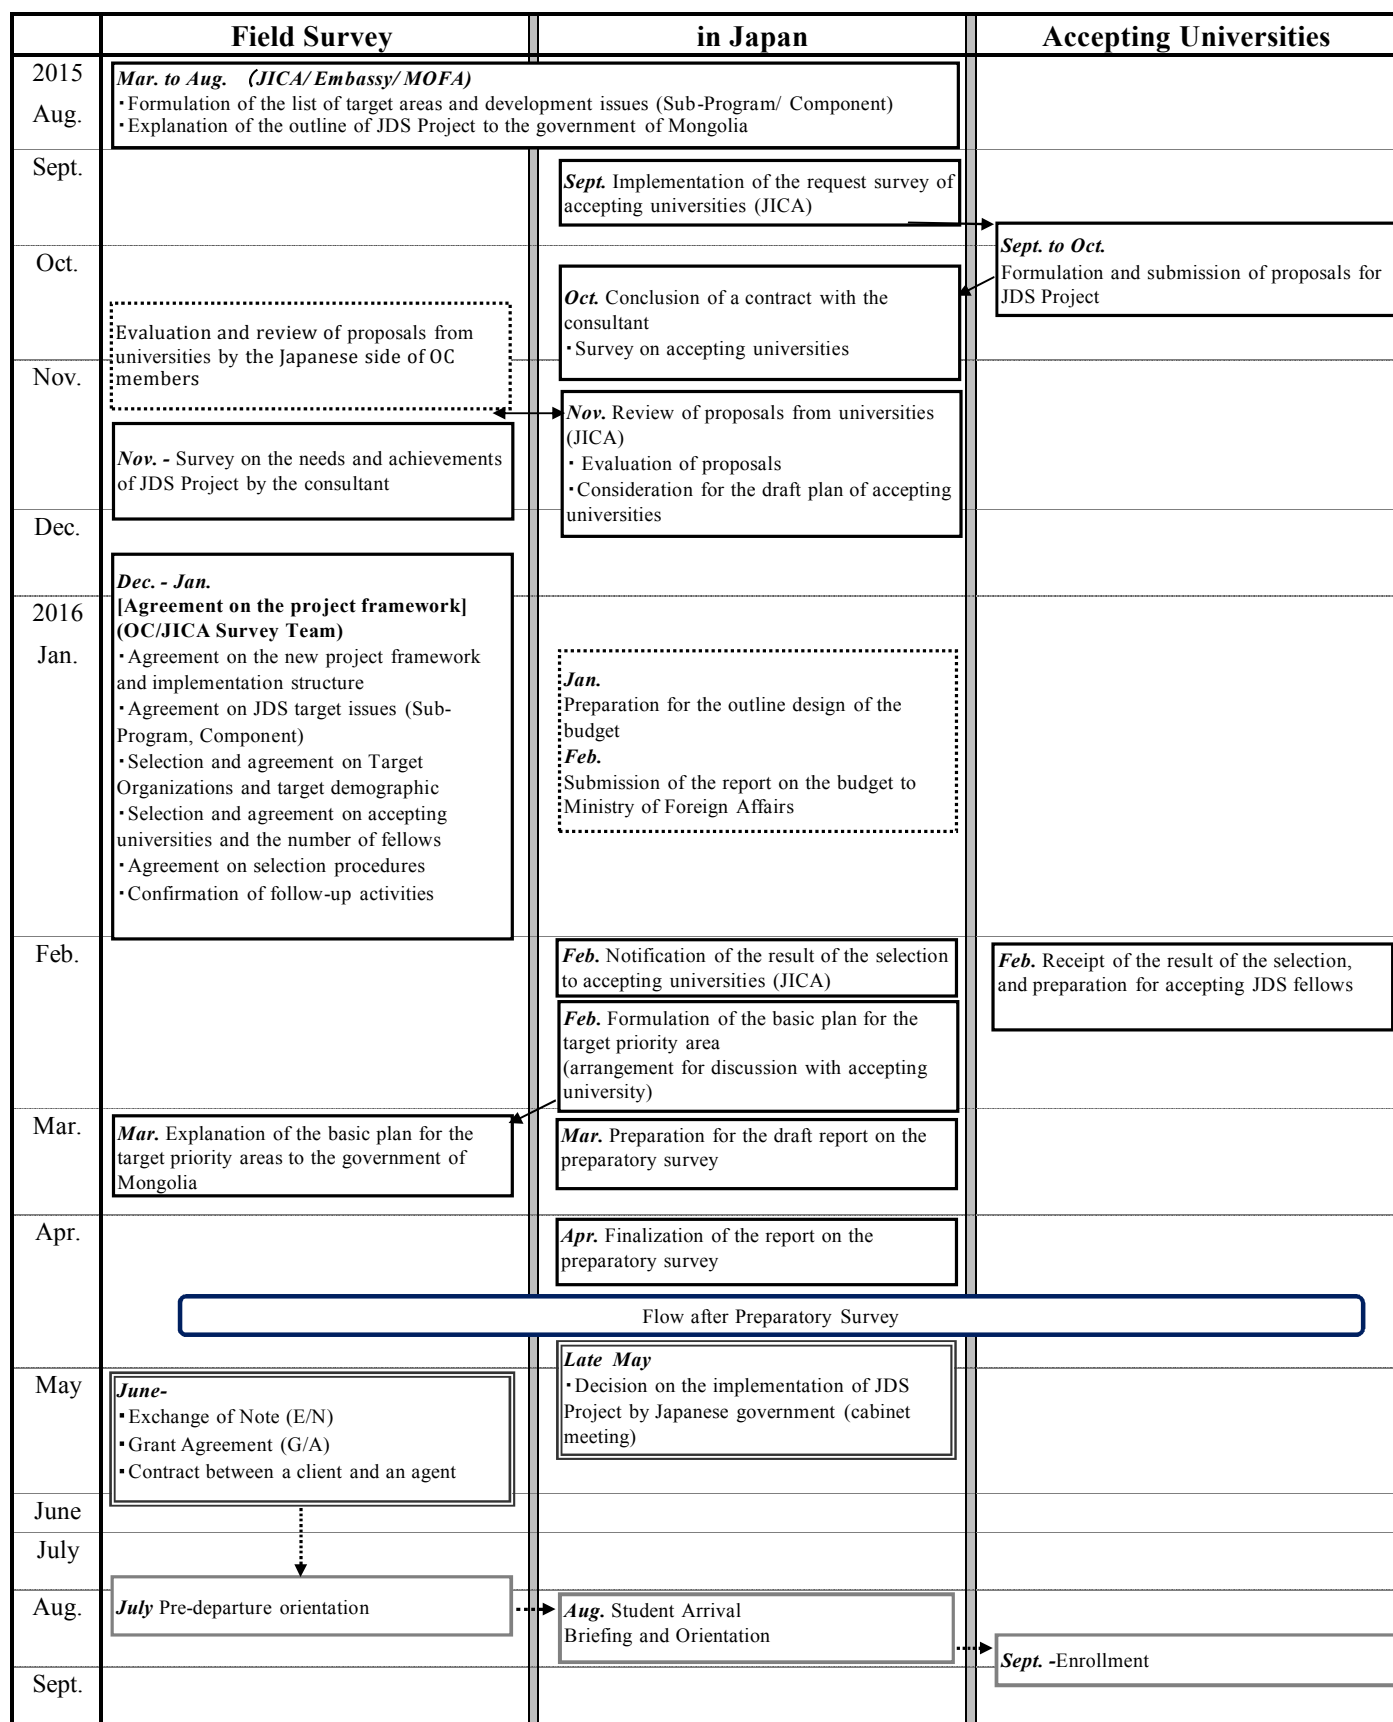 Field Survey
in Japan
Accepting Universities
2015
Aug.
Mar. to Aug. （JICA/ Embassy/ MOFA)
・Formulation of the list of target areas and development issues (Sub-Program/ Component)
・Explanation of the outline of JDS Project to the government of Mongolia
Sept.
Sept. Implementation of the request survey of
accepting universities (JICA)
Sept. to Oct.
Formulation and submission of proposals for
JDS Project
Oct.
Oct. Conclusion of a contract with the
consultant
・Survey on accepting universities
Evaluation and review of proposals from
universities by the Japanese side of OC
members
Nov.
Nov. Review of proposals from universities
(JICA)
・Evaluation of proposals
・Consideration for the draft plan of accepting
universities
Nov. - Survey on the needs and achievements
of JDS Project by the consultant
Dec.
Dec. - Jan.
[Agreement on the project framework]
(OC/JICA Survey Team)
・Agreement on the new project framework
and implementation structure
・Agreement on JDS target issues (Sub-
Program, Component)
・Selection and agreement on Target
Organizations and target demographic
・Selection and agreement on accepting
universities and the number of fellows
・Agreement on selection procedures
・Confirmation of follow-up activities
2016
Jan.
Jan.
Preparation for the outline design of the
budget
Feb.
Submission of the report on the budget to
Ministry of Foreign Affairs
Feb.
Feb. Notification of the result of the selection
to accepting universities (JICA)
Feb. Receipt of the result of the selection,
and preparation for accepting JDS fellows
Feb. Formulation of the basic plan for the
target priority area
(arrangement for discussion with accepting
university)
Mar.
Mar. Explanation of the basic plan for the
target priority areas to the government of
Mongolia
Mar. Preparation for the draft report on the
preparatory survey
Apr.
Apr. Finalization of the report on the
preparatory survey
Flow after Preparatory Survey
Late May
・Decision on the implementation of JDS
Project by Japanese government (cabinet
meeting)
May
June-
・Exchange of Note (E/N)
・Grant Agreement (G/A)
・Contract between a client and an agent
June
July
July Pre-departure orientation
Aug.
Aug. Student Arrival
Briefing and Orientation
Sept. -Enrollment
Sept.